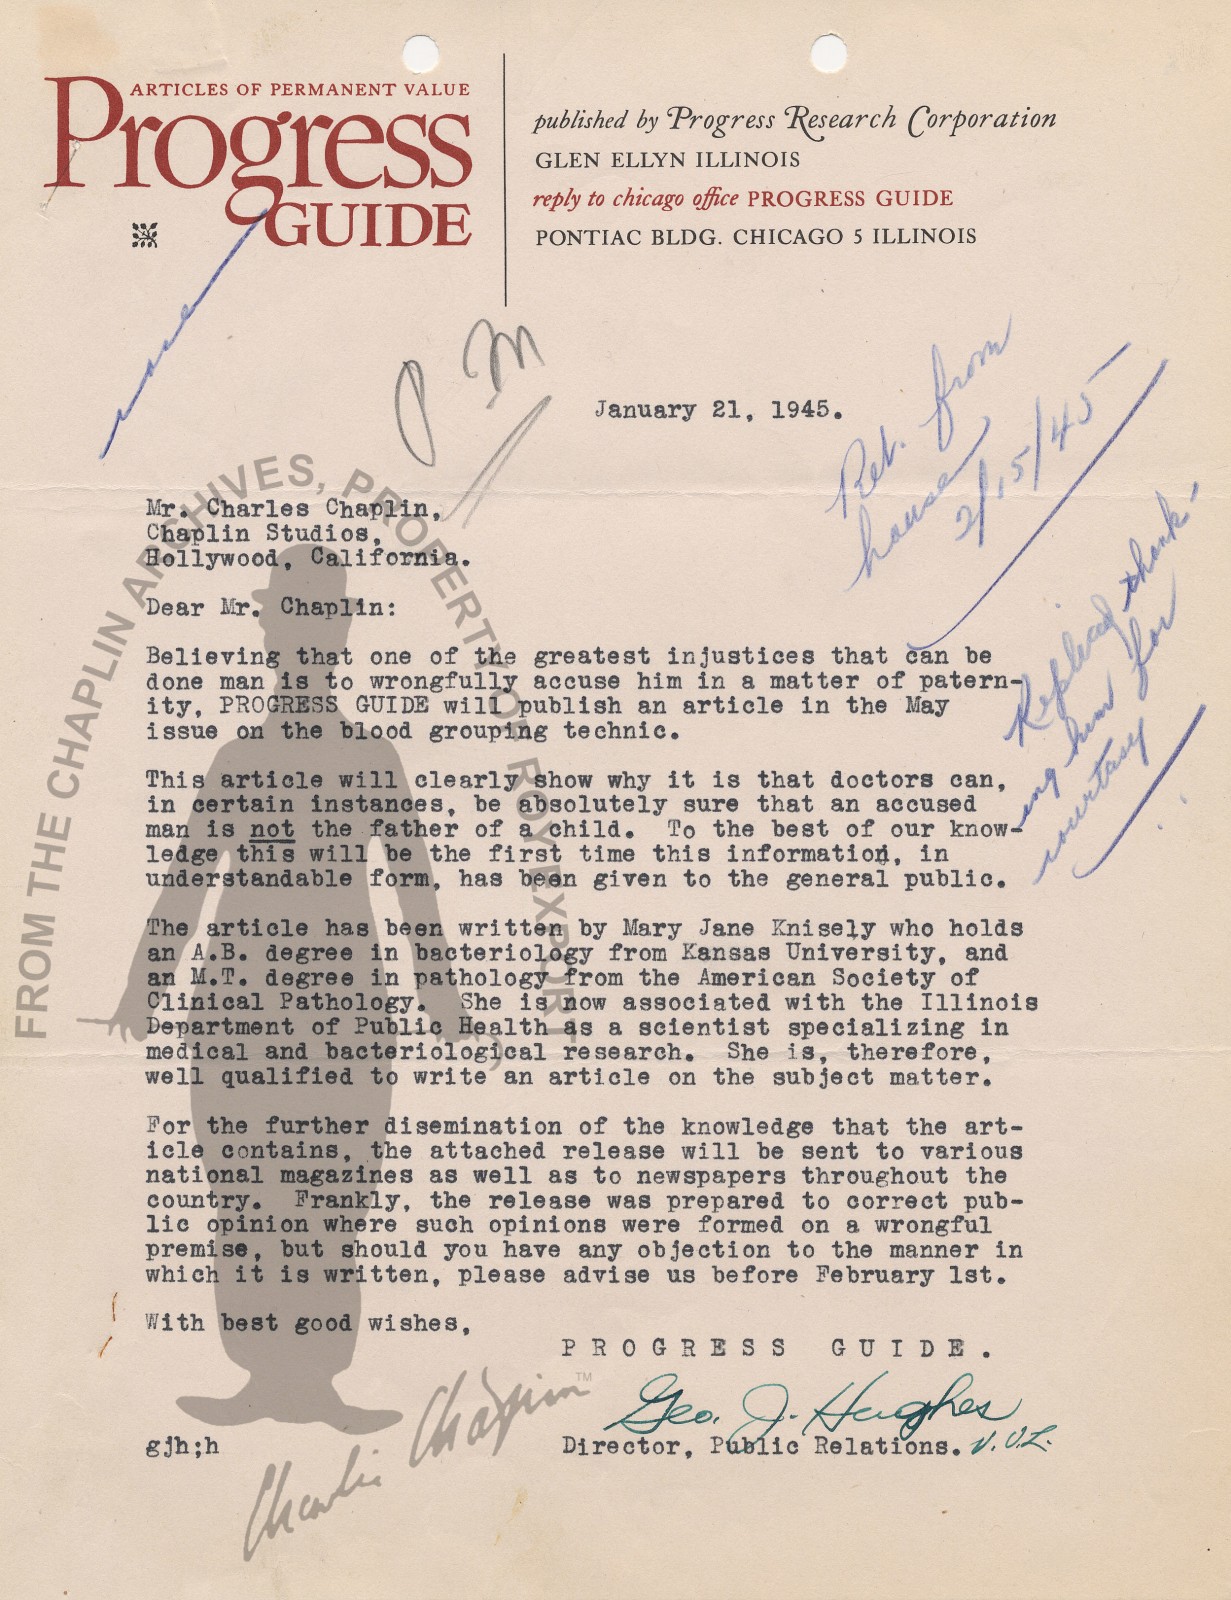 ARTICLES OF PERMANENT VALUE
Progress
GUIDE
published by Progress Research Corporation
GLEN ELLYN ILLINOIS
reply to chicago office PROGRESS GUIDE
PONTIAC BLDG. CHICAGO 5 ILLINOIS
P M
January 21, 1945.
Ret. from
house
2/15/45
Mr. Charles Chaplin,
Chaplin Studios,
Hollywood, California.
Dear Mr. Chaplin:
Replied thank-
ing him for
courtasy
Believing that one of the greatest injustices that can be
done man is to wrongfully accuse him in a matter of patern-
ity, PROGRESS GUIDE will publish an article in the May
issue on the blood grouping technic.
This article will clearly show why it is that doctors can,
in certain instances, be absolutely sure that an accused
man is not the father of a child. To the best of our know-
ledge this will be the first time this information, in
understandable form, has been given to the general public.
The article has been written by Mary Jane Knisely who holds
an A.B. degree in bacteriology from Kansas University, and
an M.T. degree in pathology from the American Society of
Clinical Pathology. She is now associated with the Illinois
Department of Public Health as a scientist specializing in
medical and bacteriological research. She is, therefore,
well qualified to write an article on the subject matter.
For the further disemination of the knowledge that the art-
icle contains, the attached release will be sent to various
national magazines as well as to newspapers throughout the
country. Frankly, the release was prepared to correct pub-
lic opinion where such opinions were formed on a wrongful
premise, but should you have any objection to the manner in
which it is written, please advise us before February 1st.
With best good wishes,
PROGRESS GUIDE.
Geo. J. Hughes
gjh;h
Director, Public Relations.
FROM THE CHAPLIN ARCHIVES, PROPERTY OF ROY EXPORT
Charlie Chaplin TM